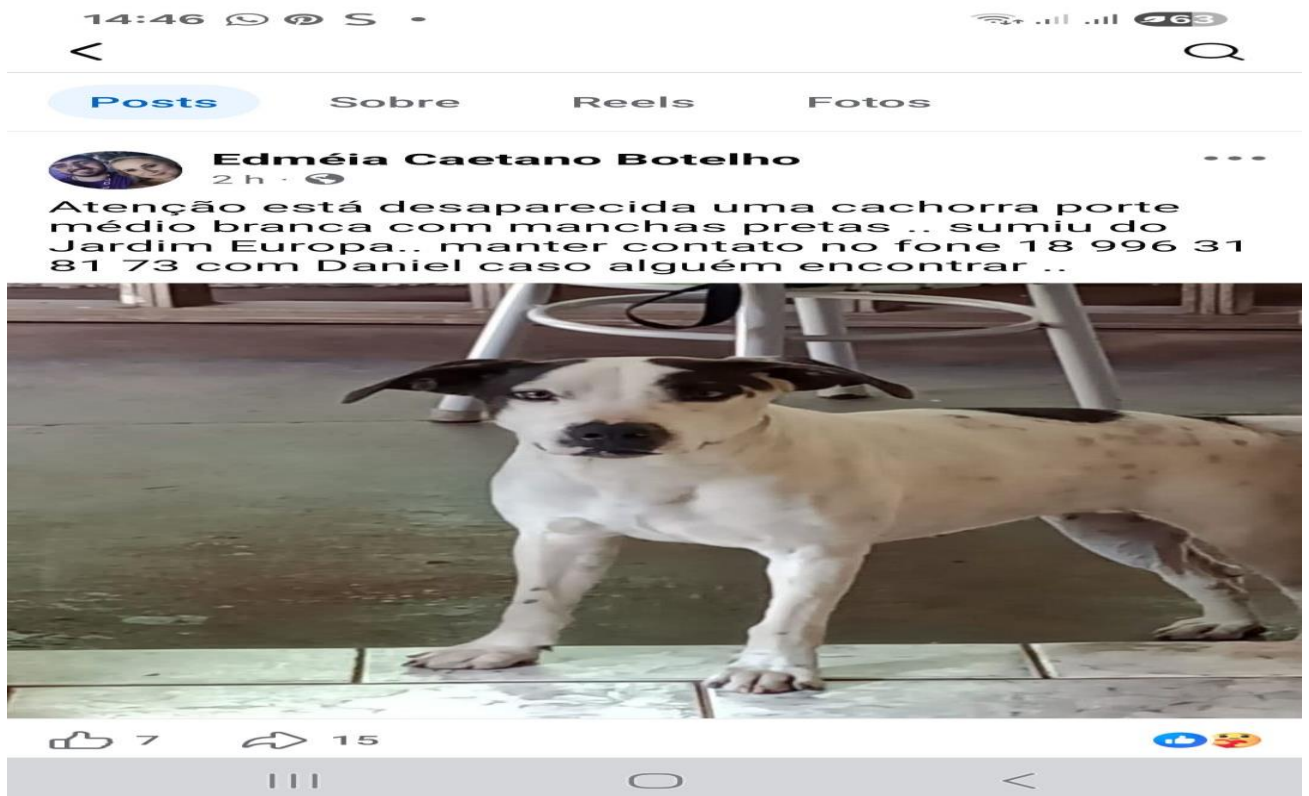 14:46 S
63
Posts Sobre Reels Fotos
Edméia Caetano Botelho
2 h ·
Atenção está desaparecida uma cachorra porte
médio branca com manchas pretas .. sumiu do
Jardim Europa.. manter contato no fone 18 996 31
81 73 com Daniel caso alguém encontrar ..
7 15